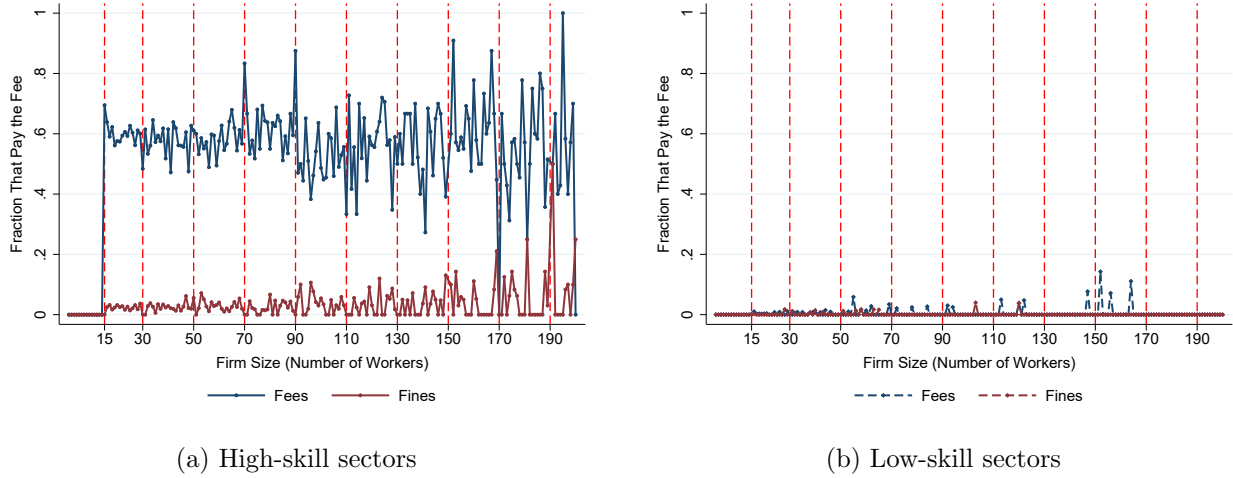 Fraction That Pay the Fee
1
.8
.6
.4
.2
0
15 30 50 70 90 110 130 150 170 190
Firm Size (Number of Workers)
Fees Fines
(a) High-skill sectors
Fraction That Pay the Fee
1
.8
.6
.4
.2
0
15 30 50 70 90 110 130 150 170 190
Firm Size (Number of Workers)
Fees Fines
(b) Low-skill sectors